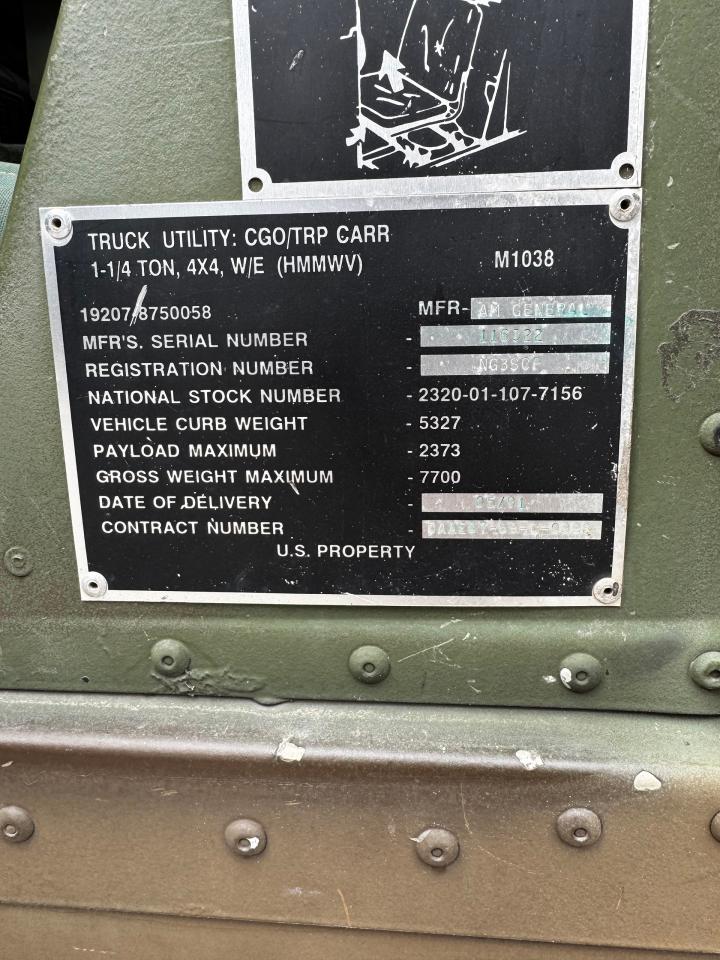 TRUCK UTILITY: CGO/TRP CARR
1-1/4 TON, 4X4, W/E (HMMWV) M1038
19207/8750058 MFR- AM GENERAL
MFR'S. SERIAL NUMBER -
REGISTRATION NUMBER -
NATIONAL STOCK NUMBER - 2320-01-107-7156
VEHICLE CURB WEIGHT - 5327
PAYLOAD MAXIMUM - 2373
GROSS WEIGHT MAXIMUM - 7700
DATE OF DELIVERY -
CONTRACT NUMBER -
U.S. PROPERTY